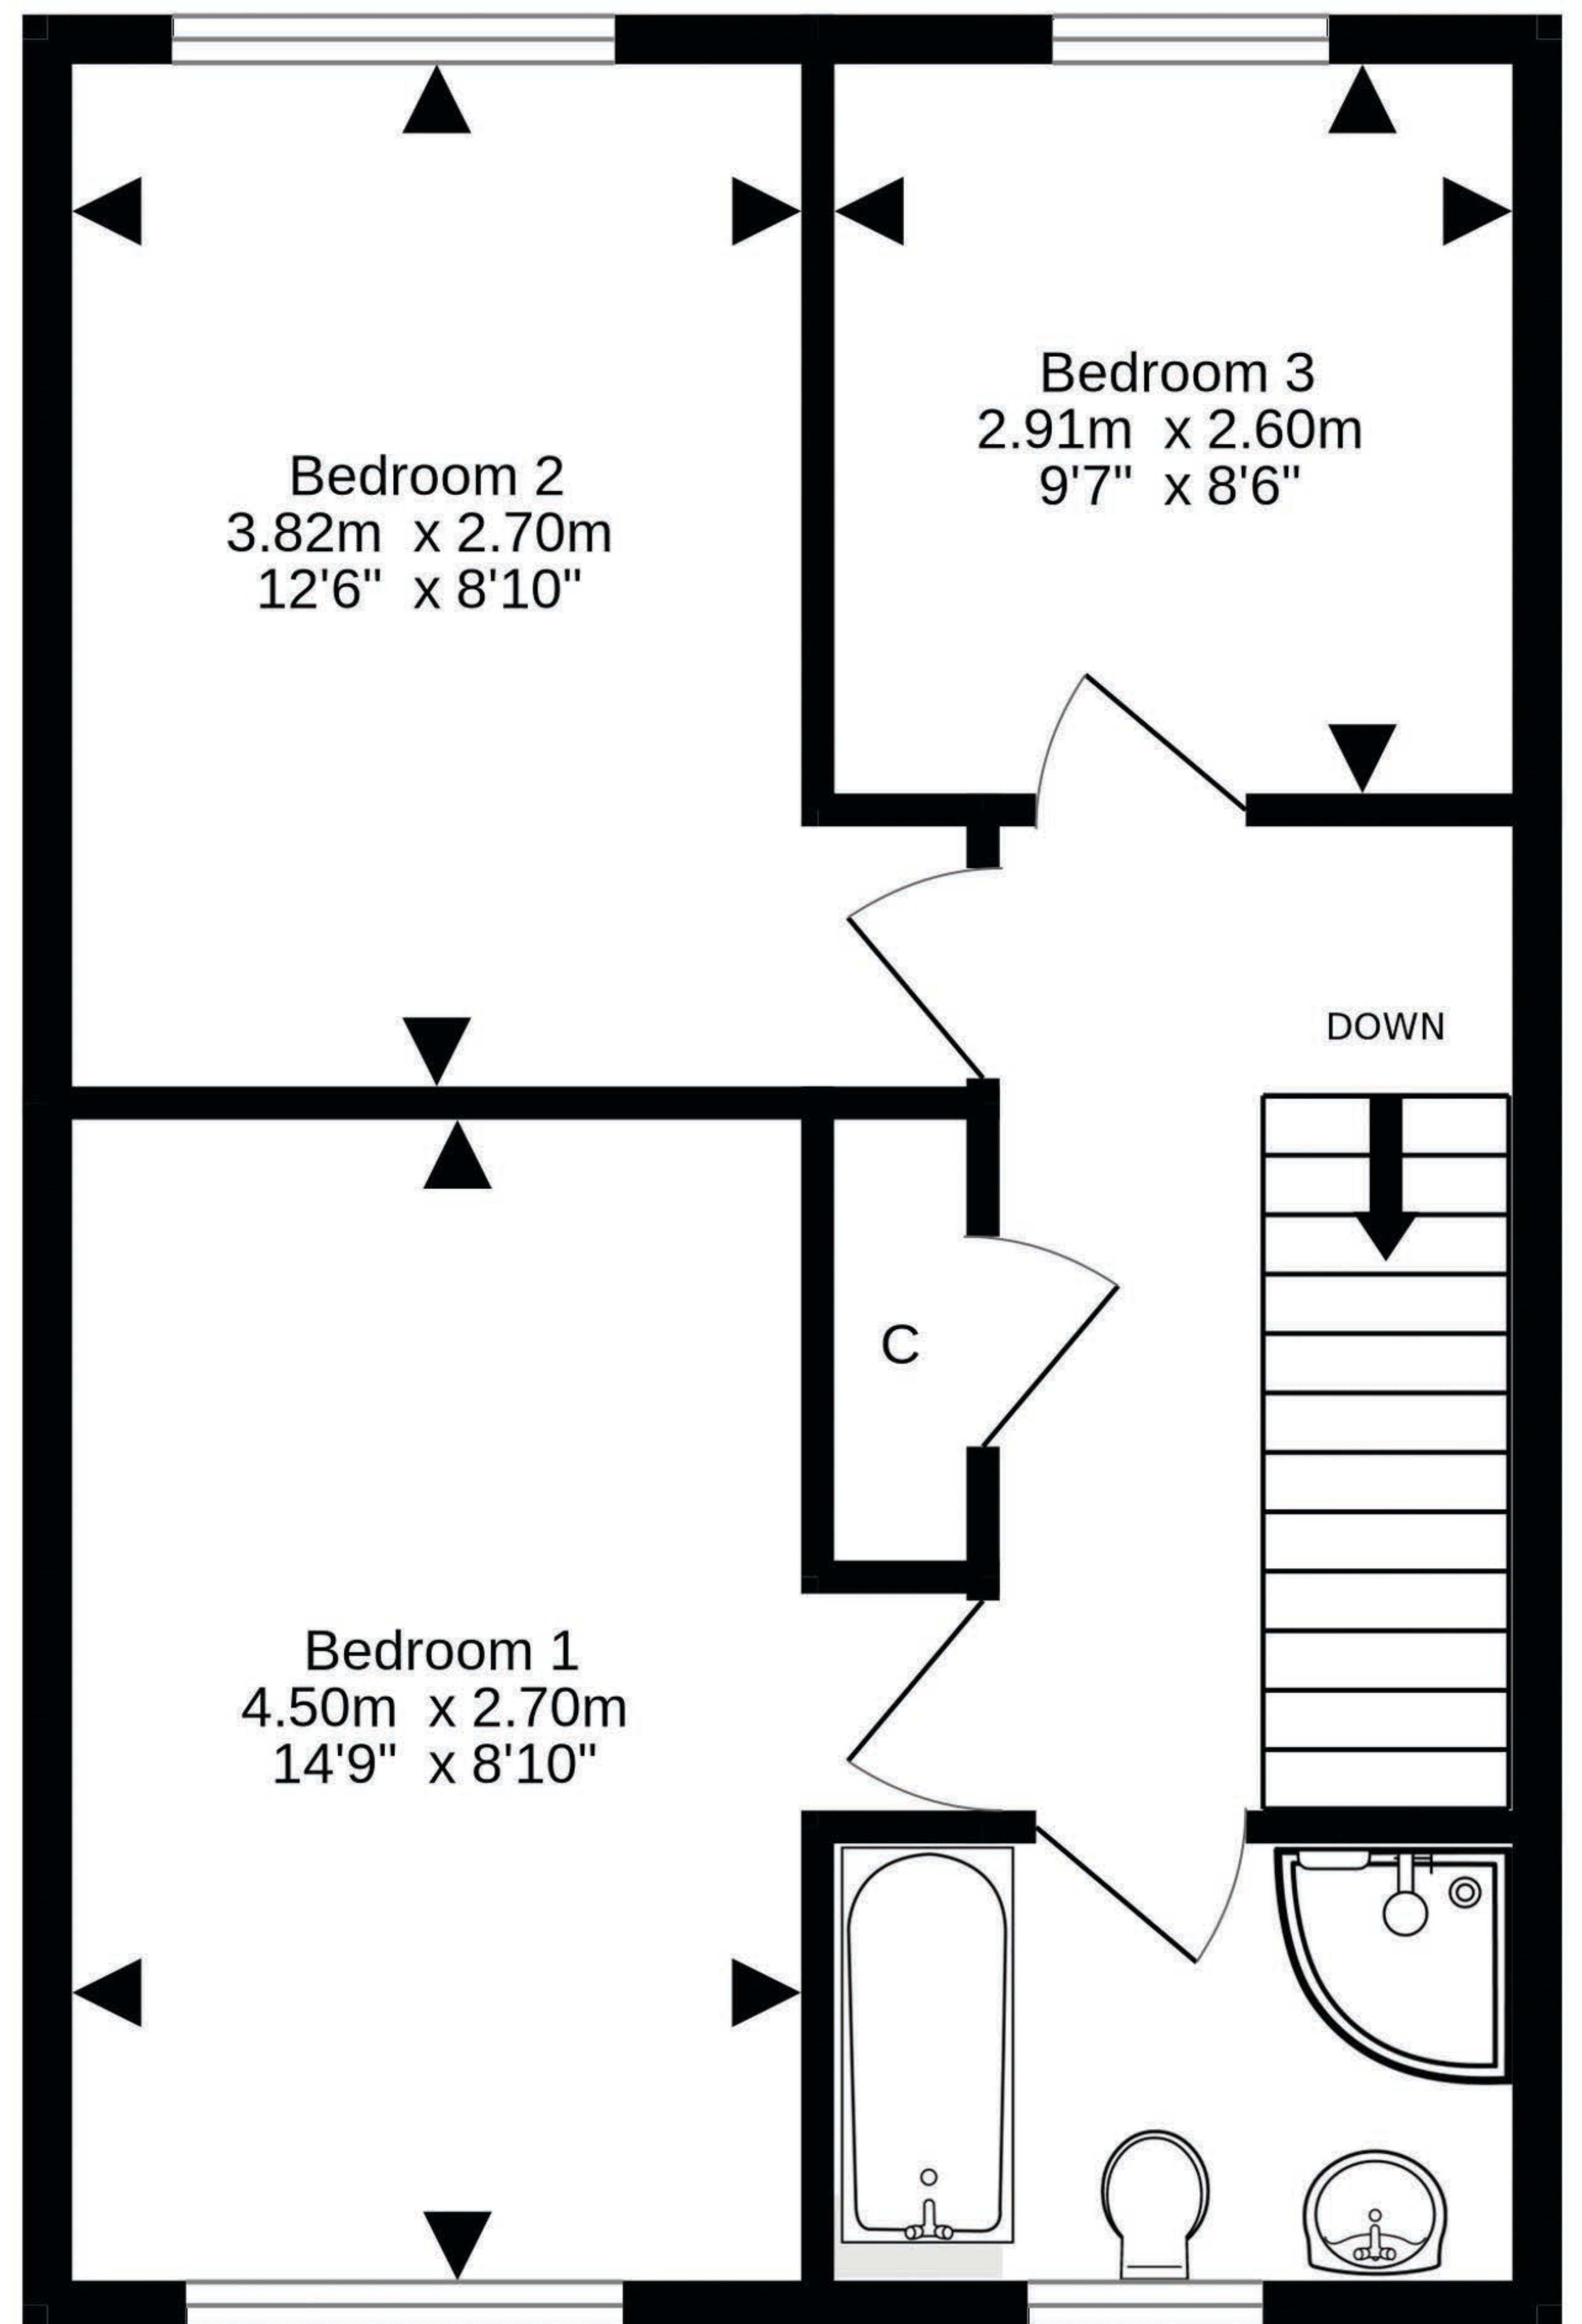 Bedroom 3
2.91m x 2.60m
9'7" x 8'6"
Bedroom 2
3.82m x 2.70m
12'6" x 8'10"
DOWN
C
Bedroom 1
4.50m x 2.70m
14'9" x 8'10"